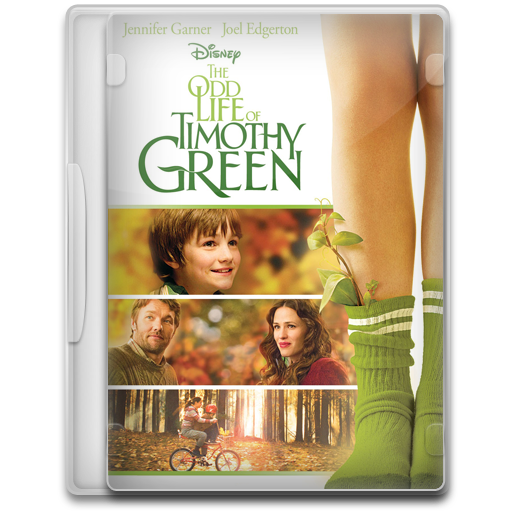 Jennifer Garner Joel Edgerton
Disney
THE
ODD
LIFE OF
TIMOTHY
GREEN